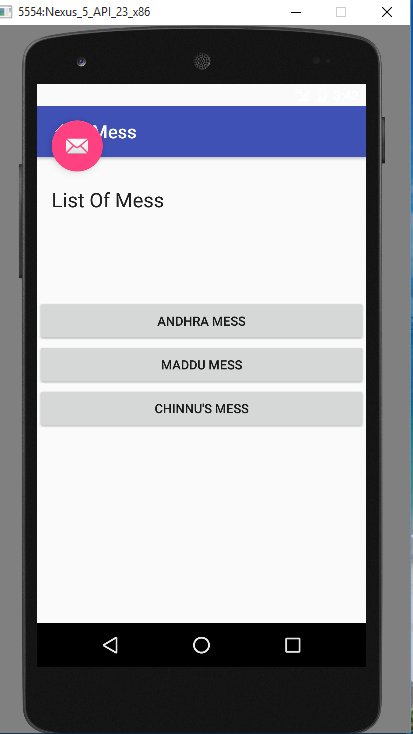 5554:Nexus_5_API_23_x86
Mess
List Of Mess
ANDHRA MESS
MADDU MESS
CHINNU'S MESS